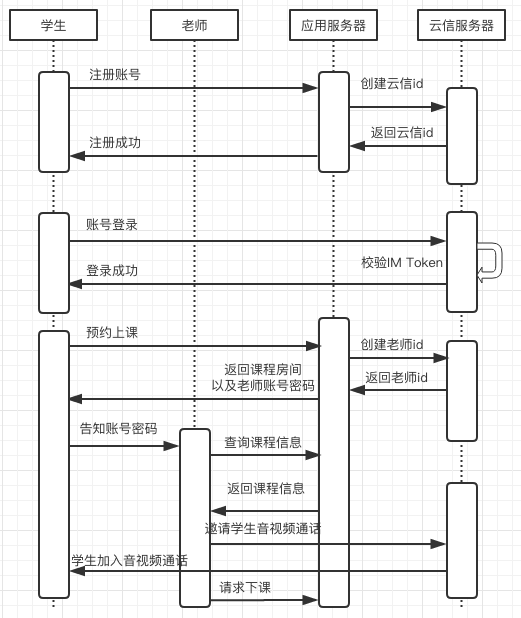 学生
老师
应用服务器
云信服务器
注册账号
创建云信id
返回云信id
注册成功
账号登录
校验IM Token
登录成功
预约上课
创建老师id
返回课程房间
以及老师账号密码
返回老师id
告知账号密码
查询课程信息
返回课程信息
邀请学生音视频通话
学生加入音视频通话
请求下课